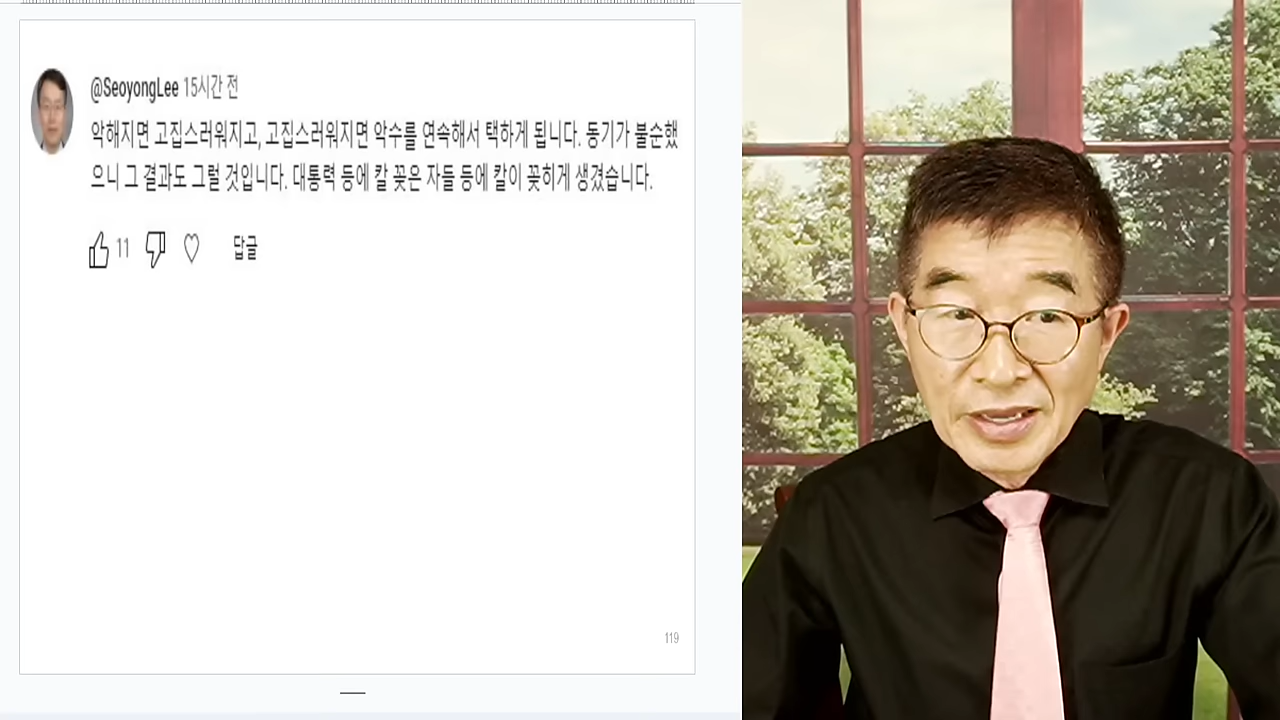 @SeoyongLee 15시간 전
악해지면 고집스러워지고, 고집스러워지면 악수를 연속해서 택하게 됩니다. 동기가 불순했
으니 그 결과도 그럴 것입니다. 대통력 등에 칼 꽂은 자들 등에 칼이 꽂히게 생겼습니다.
11 답글
119